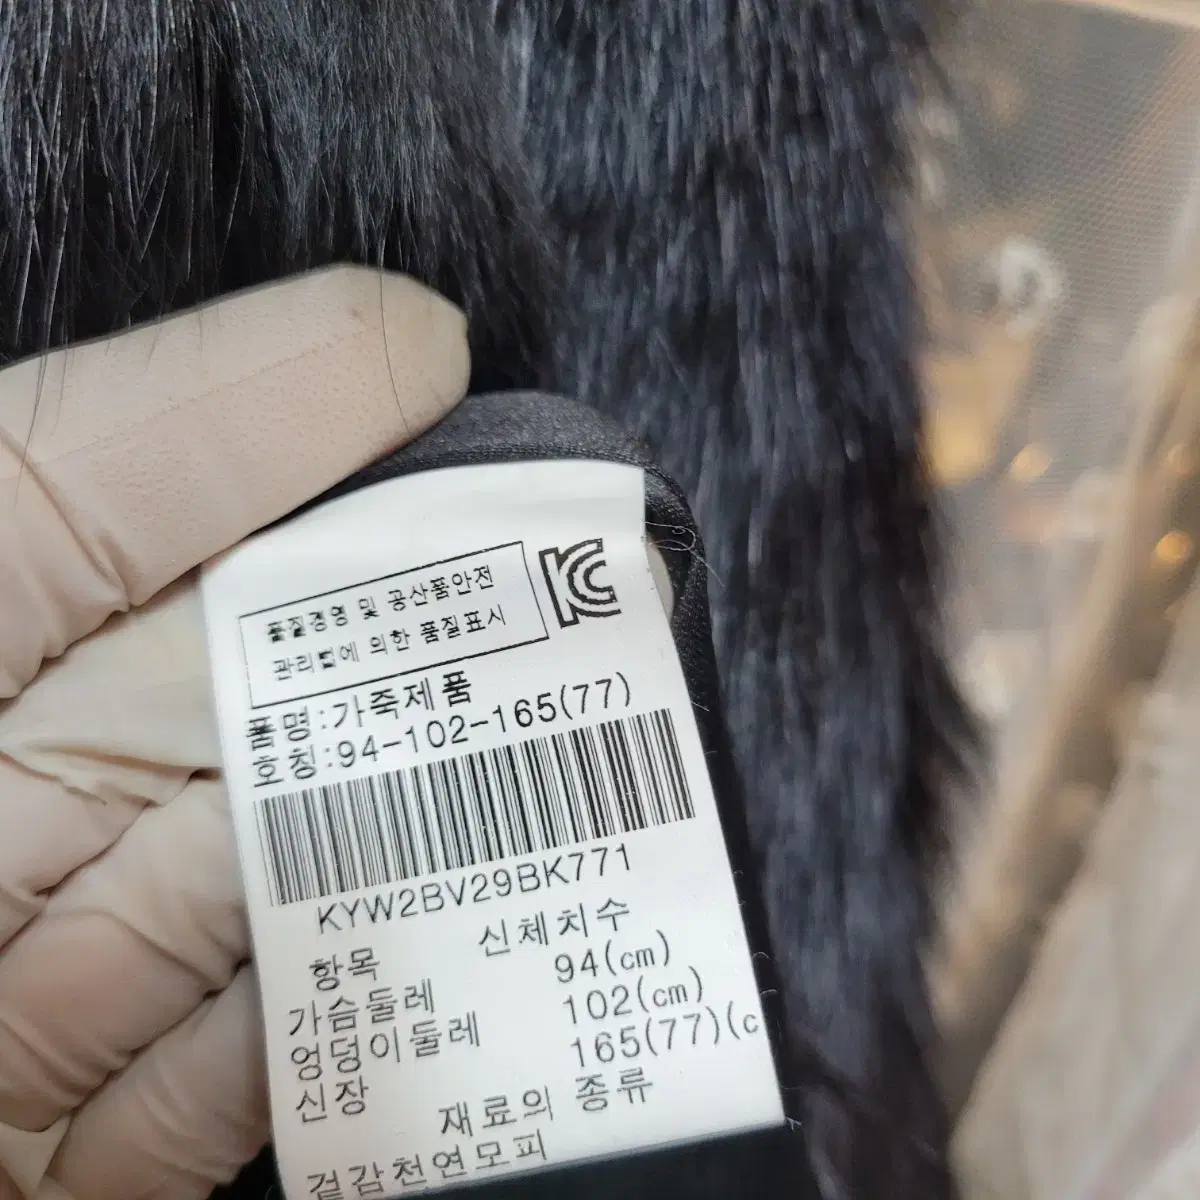 품질경영 및 공산품안전
관리법에 의한 품질표시
KC
품명:가죽제품
호칭:94-102-165(77)
KYW2BV29BK771
항목 신체치수
가슴둘레 94(cm)
엉덩이둘레 102(cm)
신장 165(77)(c
재료의 종류
겉감천연모피